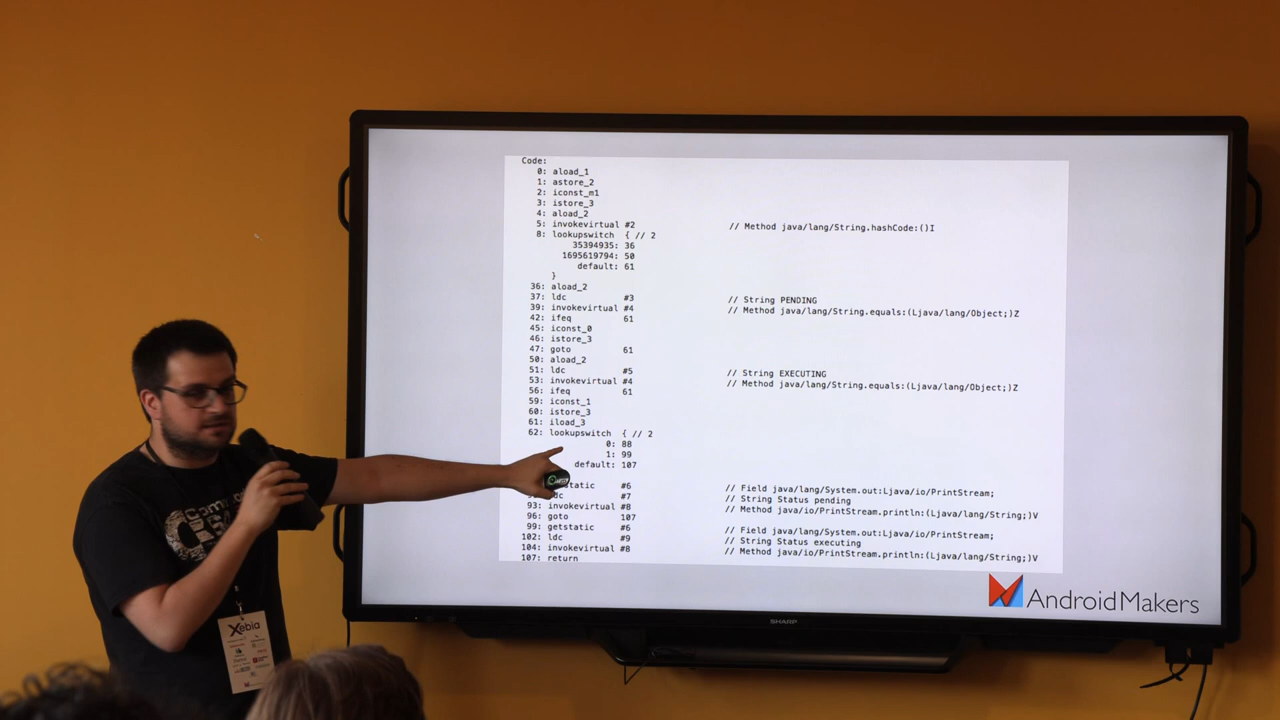 Code:
0: aload_1
1: astore_2
2: iconst_m1
3: istore_3
4: aload_2
5: invokevirtual #2 // Method java/lang/String.hashCode:()I
8: lookupswitch { // 2
35394935: 36
1695619794: 50
default: 61
}
36: aload_2
37: ldc #3 // String PENDING
39: invokevirtual #4 // Method java/lang/String.equals:(Ljava/lang/Object;)Z
42: ifeq 61
45: iconst_0
46: istore_3
47: goto 61
50: aload_2
51: ldc #5 // String EXECUTING
53: invokevirtual #4 // Method java/lang/String.equals:(Ljava/lang/Object;)Z
56: ifeq 61
59: iconst_1
60: istore_3
61: iload_3
62: lookupswitch { // 2
0: 88
1: 99
default: 107
static #6 // Field java/lang/System.out:Ljava/io/PrintStream;
#7 // String Status pending
93: invokevirtual #8 // Method java/io/PrintStream.println:(Ljava/lang/String;)V
96: goto 107
99: getstatic #6 // Field java/lang/System.out:Ljava/io/PrintStream;
102: ldc #9 // String Status executing
104: invokevirtual #8 // Method java/io/PrintStream.println:(Ljava/lang/String;)V
107: return
AndroidMakers
SHARP
Xebia